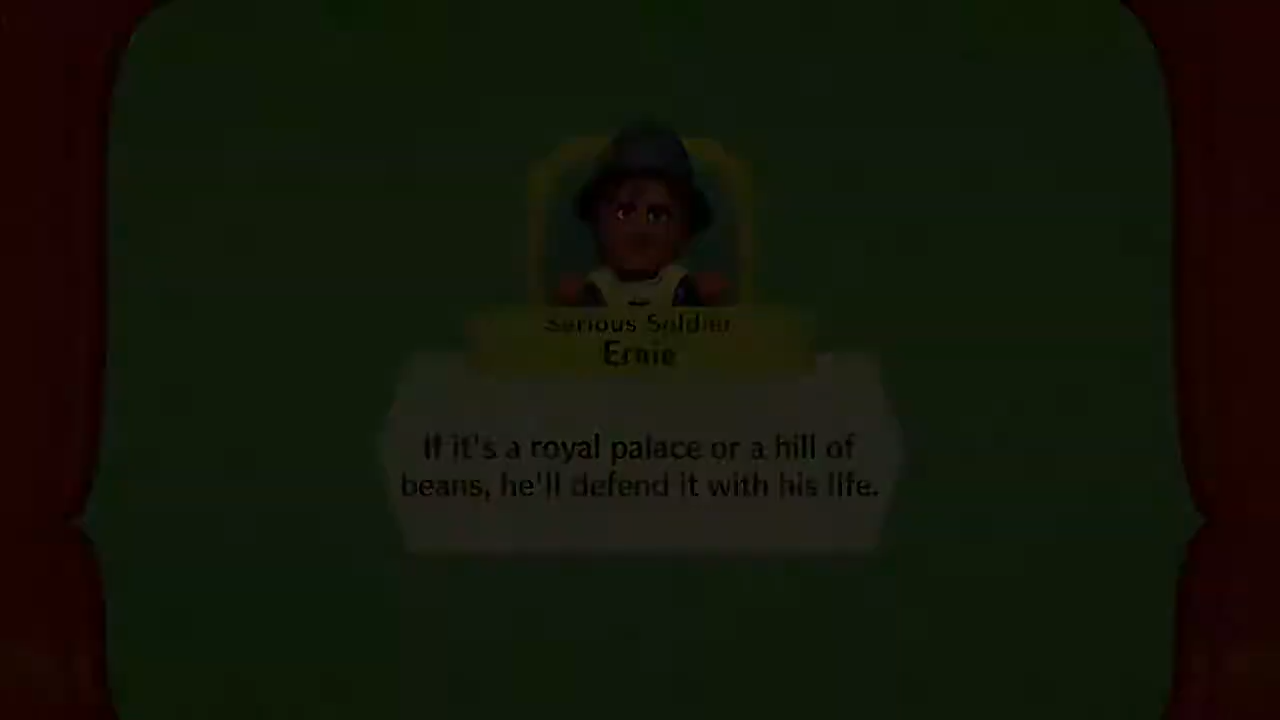 Serious Soldier
Ernie
If it's a royal palace or a hill of
beans, he'll defend it with his life.